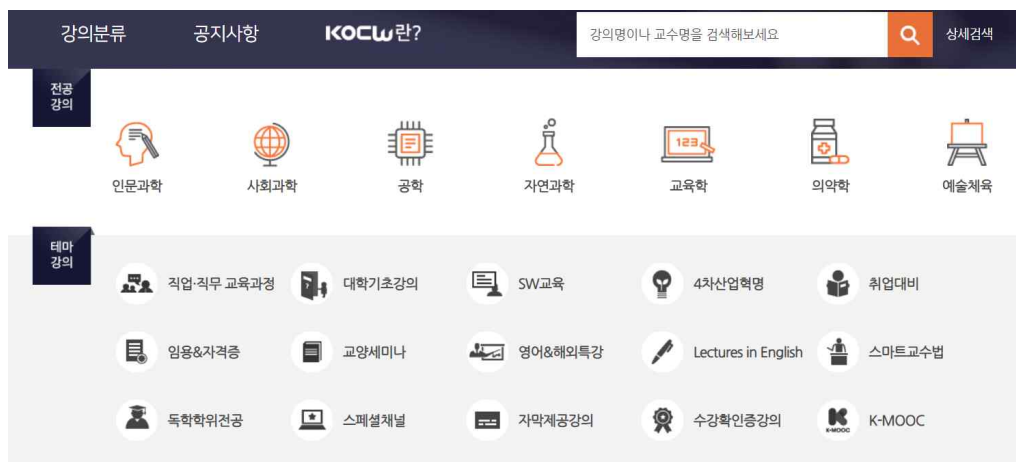 강의분류 공지사항 KOCW란? 강의명이나 교수명을 검색해보세요 상세검색
전공
강의
123
인문과학 사회과학 공학 자연과학 교육학 의약학 예술체육
테마
강의
직업·직무 교육과정 대학기초강의 SW교육 4차산업혁명 취업대비
임용&자격증 교양세미나 영어&해외특강 Lectures in English 스마트교수법
독학학위전공 스페셜채널 자막제공강의 수강확인증강의 K-MOOC K-MOOC